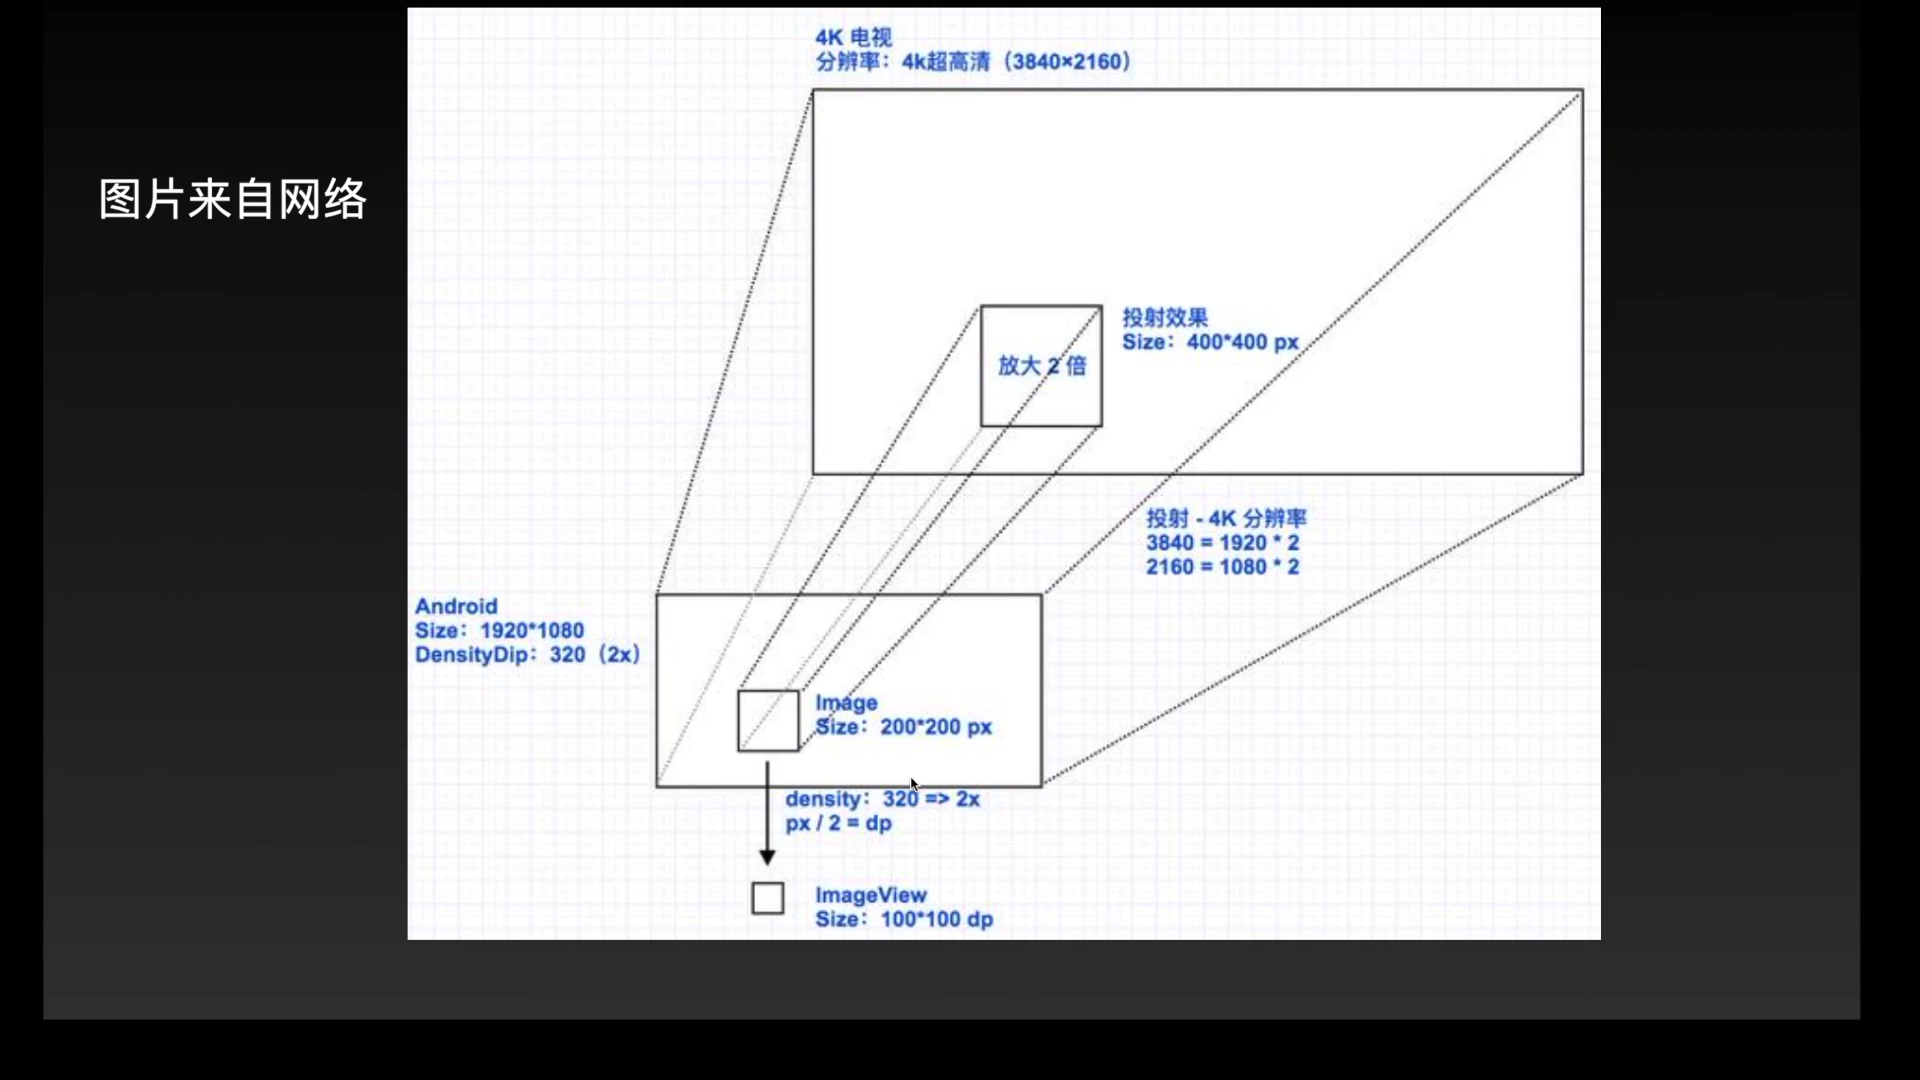 图片来自网络
4K 电视
分辨率：4k超高清（3840×2160）
投射效果
Size：400*400 px
放大 2 倍
投射 - 4K 分辨率
3840 = 1920 * 2
2160 = 1080 * 2
Android
Size：1920*1080
DensityDip：320（2x）
Image
Size：200*200 px
density：320 => 2x
px / 2 = dp
ImageView
Size：100*100 dp